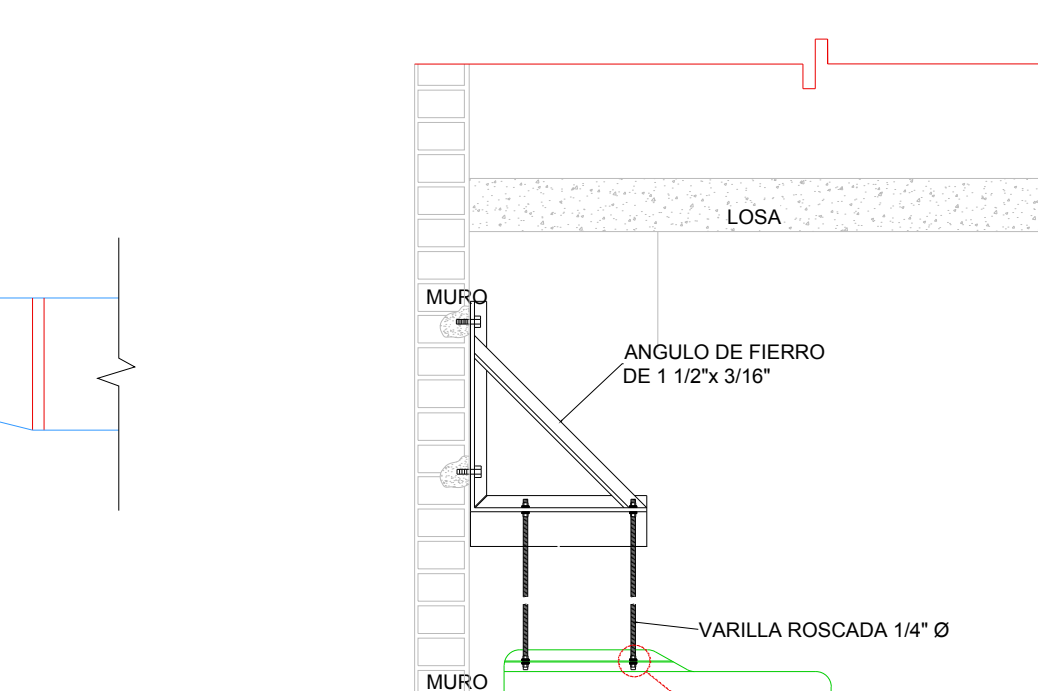 LOSA
MURO
ANGULO DE FIERRO
DE 1 1/2"x 3/16"
VARILLA ROSCADA 1/4" Ø
MURO